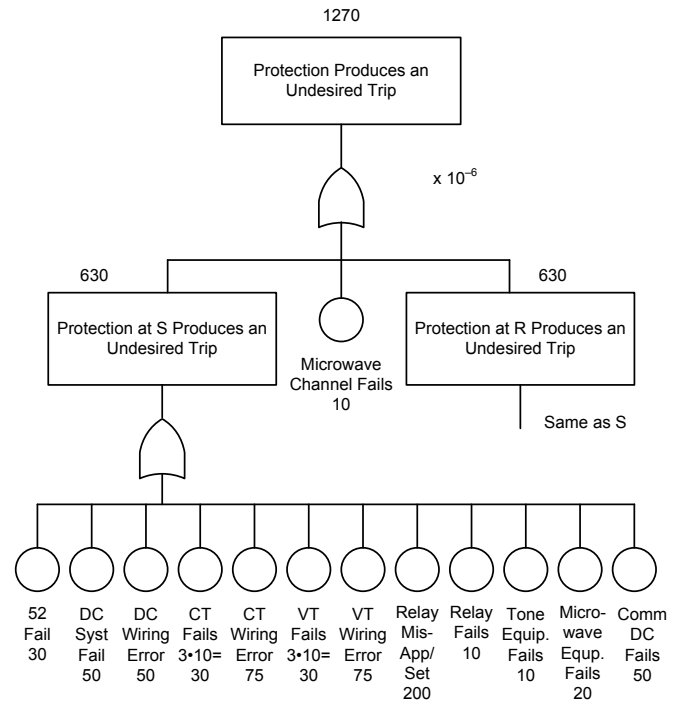 1270
Protection Produces an
Undesired Trip
x 10⁻⁶
630
630
Protection at S Produces an
Undesired Trip
Protection at R Produces an
Undesired Trip
Microwave
Channel Fails
10
Same as S
52
Fail
30
DC
Syst
Fail
50
DC
Wiring
Error
50
CT
Fails
3•10=
30
CT
Wiring
Error
75
VT
Fails
3•10=
30
VT
Wiring
Error
75
Relay
Mis-
App/
Set
200
Relay
Fails
10
Tone
Equip.
Fails
10
Micro-
wave
Equp.
Fails
20
Comm
DC
Fails
50